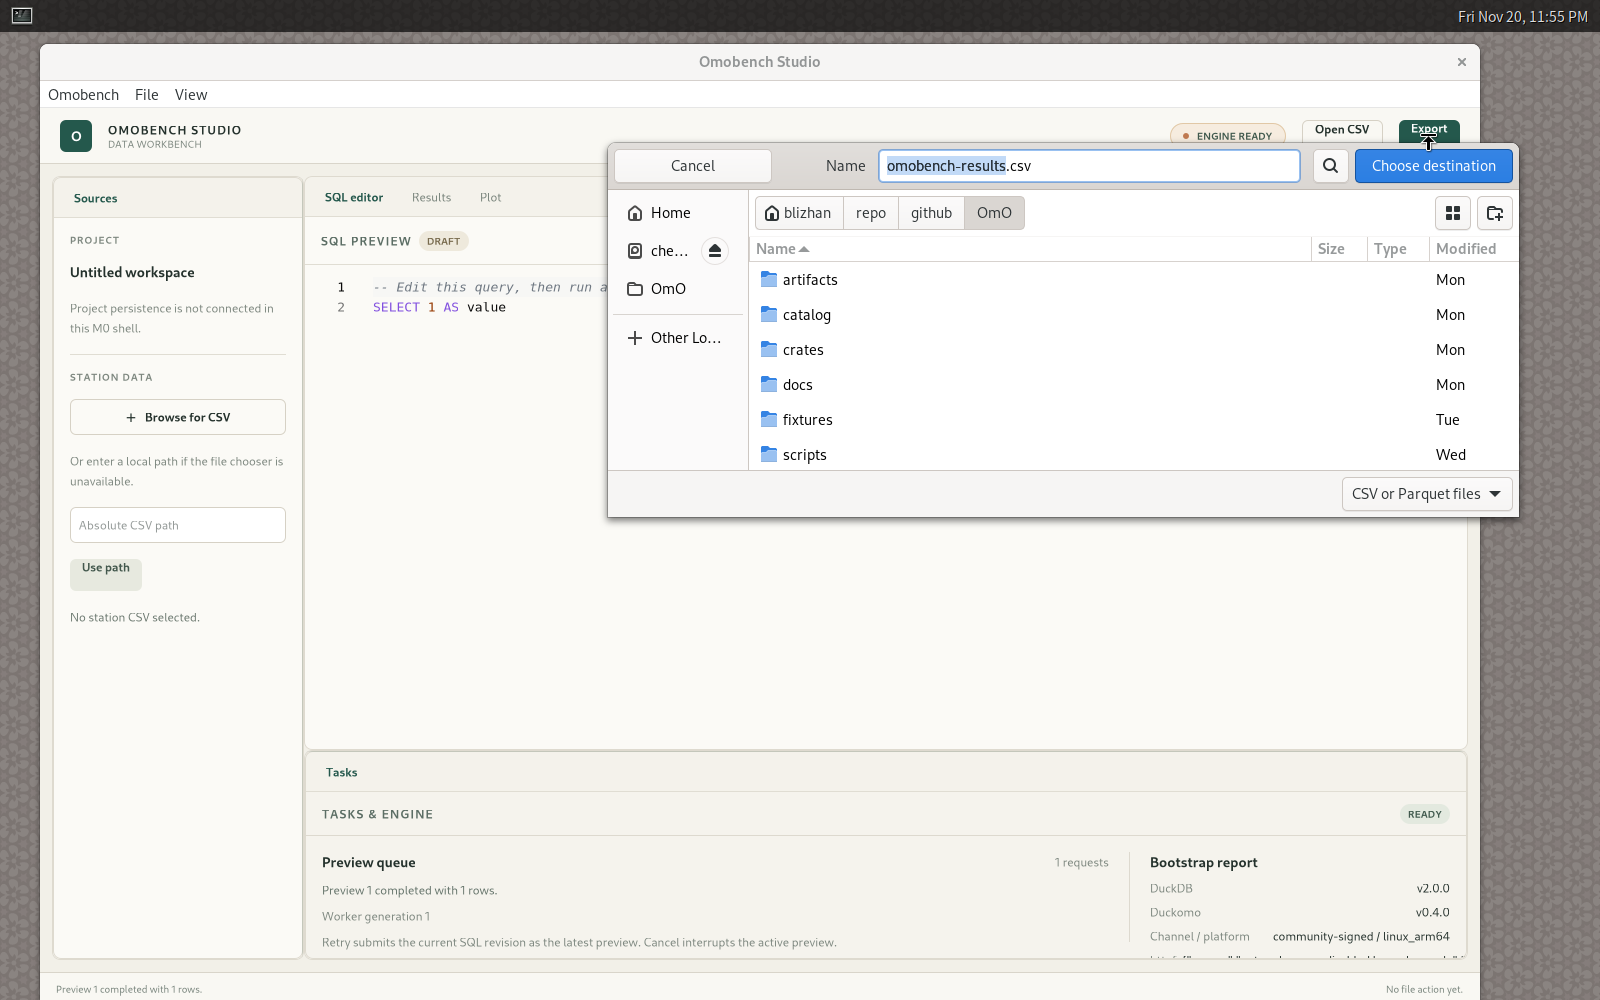 Fri Nov 20, 11:55 PM
Omobench Studio
Omobench File View
O
OMOBENCH STUDIO
DATA WORKBENCH
ENGINE READY
Open CSV
Export
Sources
PROJECT
Untitled workspace
Project persistence is not connected in
this M0 shell.
STATION DATA
Browse for CSV
Or enter a local path if the file chooser is
unavailable.
Absolute CSV path
Use path
No station CSV selected.
SQL editor Results Plot
SQL PREVIEW DRAFT
1 -- Edit this query, then run a
2 SELECT 1 AS value
Cancel Name omobench-results.csv Choose destination
Home
che...
OmO
Other Lo...
blizhan repo github OmO
Name Size Type Modified
artifacts Mon
catalog Mon
crates Mon
docs Mon
fixtures Tue
scripts Wed
CSV or Parquet files
Tasks
TASKS & ENGINE READY
Preview queue 1 requests
Preview 1 completed with 1 rows.
Worker generation 1
Retry submits the current SQL revision as the latest preview. Cancel interrupts the active preview.
Bootstrap report
DuckDB v2.0.0
Duckomo v0.4.0
Channel / platform community-signed / linux_arm64
Preview 1 completed with 1 rows.
No file action yet.